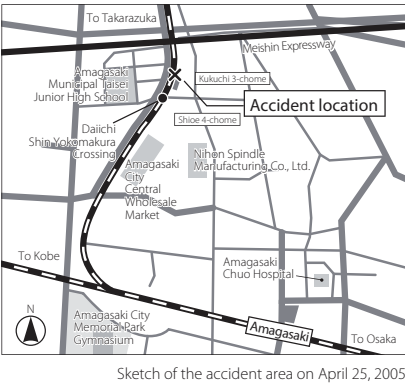 To Takarazuka
Meishin Expressway
Amagasaki
Municipal Taisei
Junior High School
Kukuchi 3-chome
Accident location
Shioe 4-chome
Daiichi
Shin Yokomakura
Crossing
Amagasaki
City
Central
Wholesale
Market
Nihon Spindle
Manufacturing Co., Ltd.
To Kobe
Amagasaki
Chuo Hospital
N
Amagasaki City
Memorial Park
Gymnasium
Amagasaki
To Osaka
Sketch of the accident area on April 25, 2005